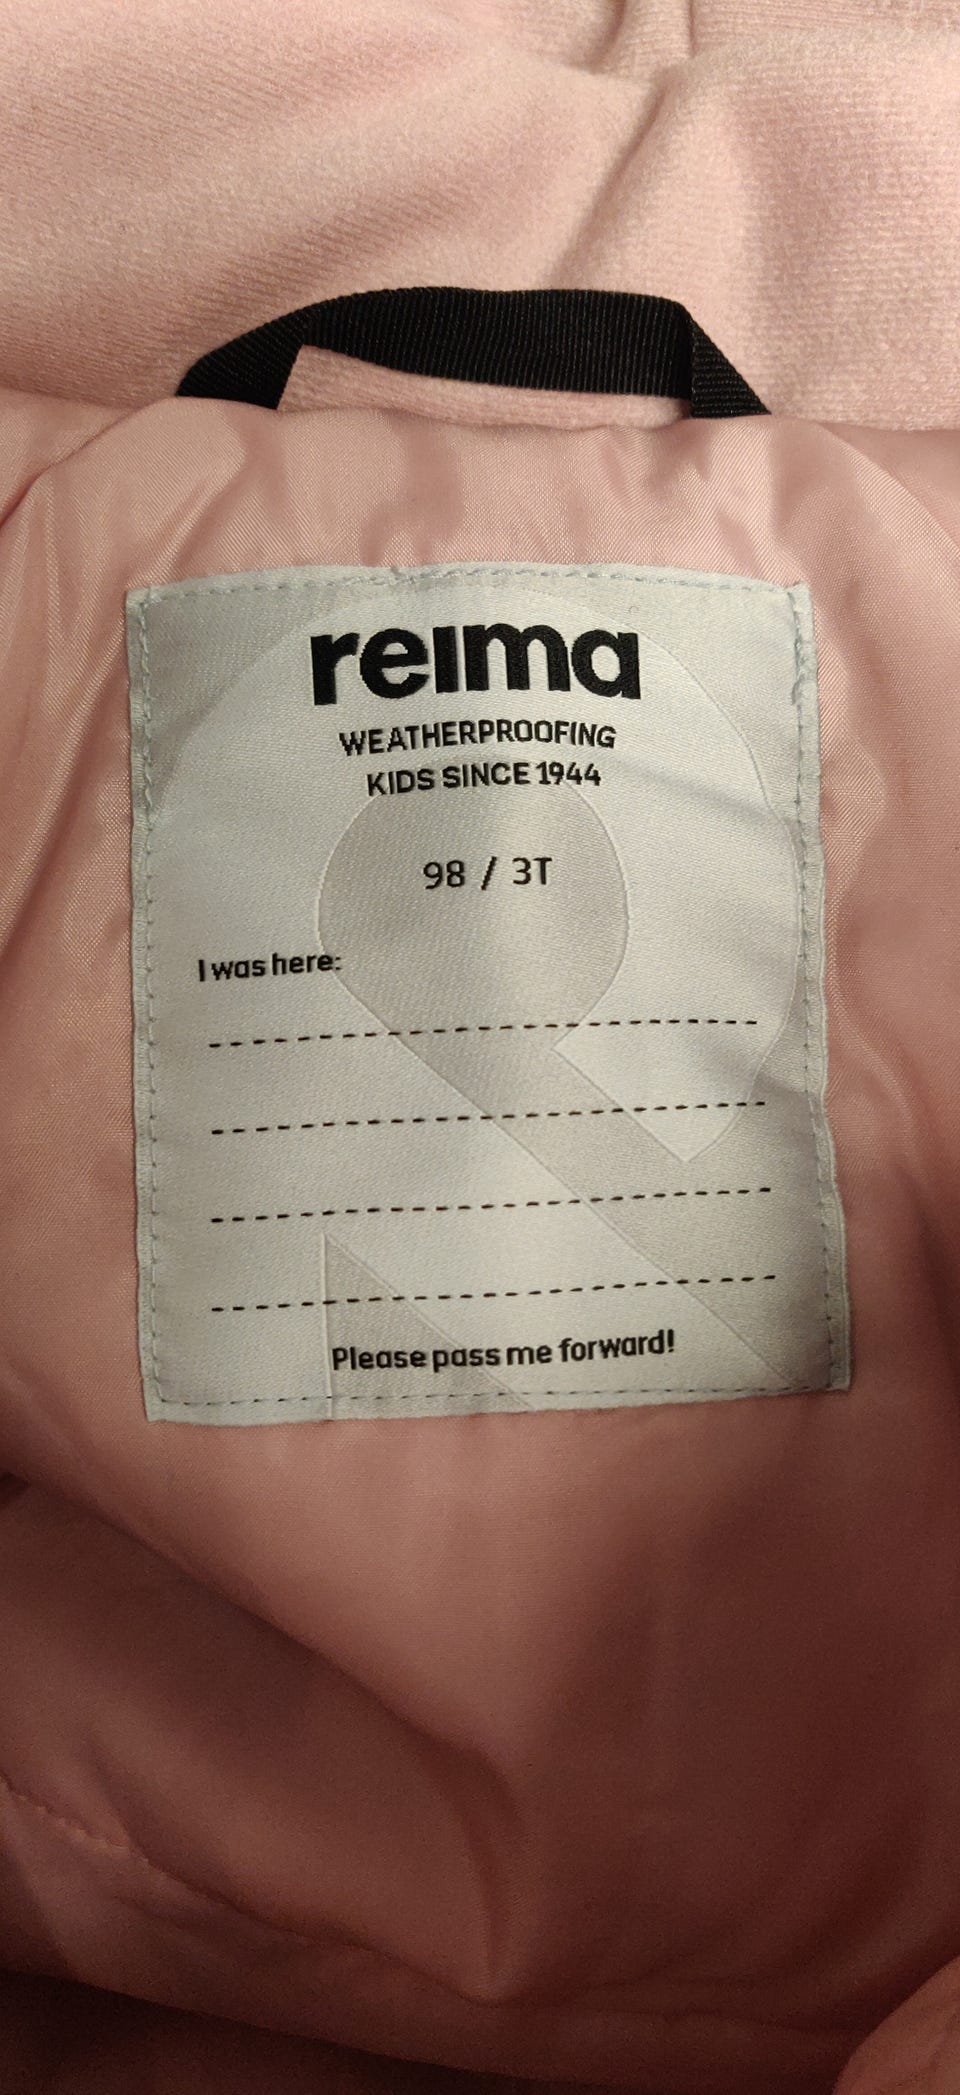 reima
WEATHERPROOFING
KIDS SINCE 1944
98 / 3T
I was here:
Please pass me forward!